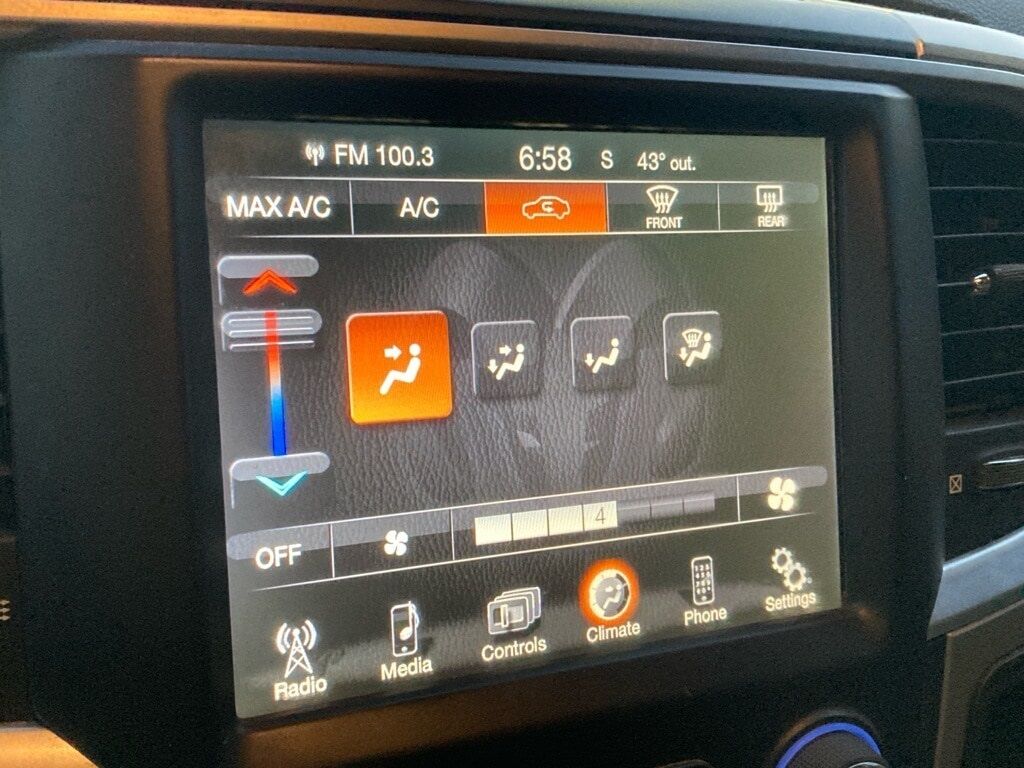 FM 100.3 6:58 S 43° out.
MAX A/C A/C FRONT REAR
4
OFF
Radio Media Controls Climate Phone Settings